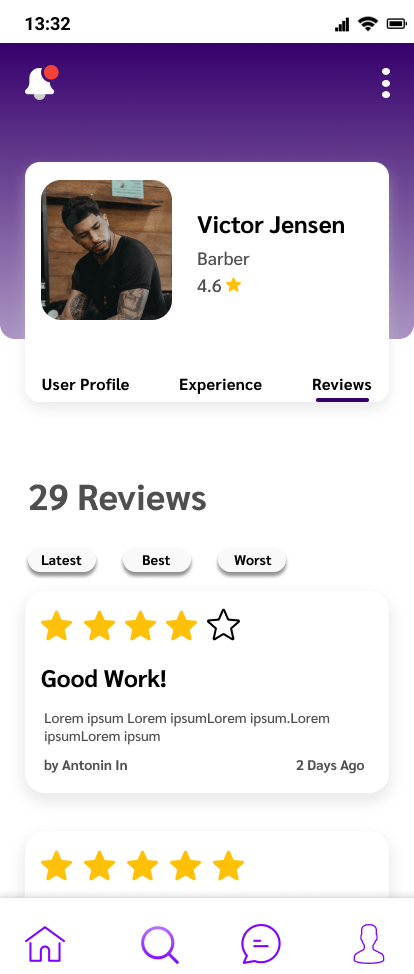 13:32
Victor Jensen
Barber
4.6
User Profile Experience Reviews
29 Reviews
Latest Best Worst
Good Work!
Lorem ipsum Lorem ipsumLorem ipsum.Lorem
ipsumLorem ipsum
by Antonin In 2 Days Ago